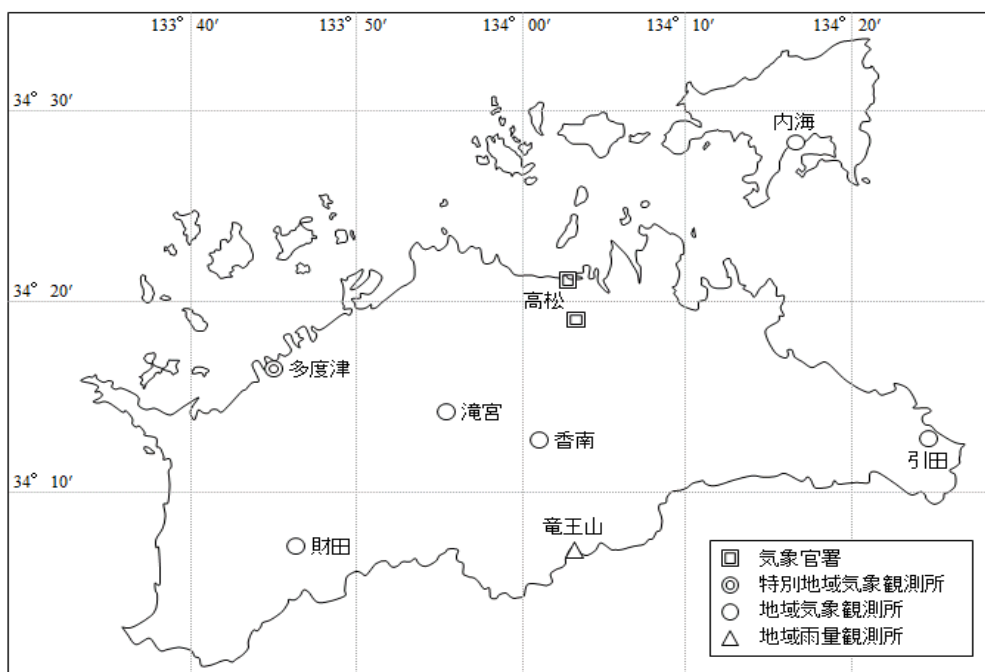 133° 40′ 133° 50′ 134° 00′ 134° 10′ 134° 20′
34° 30′
内海
34° 20′
高松
多度津
滝宮
香南
引田
34° 10′
竜王山
財田
気象官署
特別地域気象観測所
地域気象観測所
地域雨量観測所